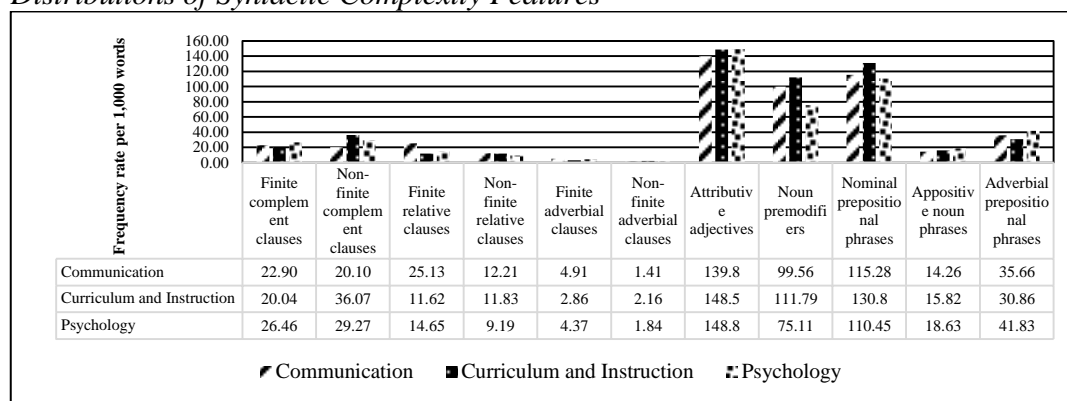 Distributions of Syntactic Complexity Features
Frequency rate per 1,000 words
160.00
140.00
120.00
100.00
80.00
60.00
40.00
20.00
0.00
Finite complem ent clauses
Non-finite complem ent clauses
Finite relative clauses
Non-finite relative clauses
Finite adverbial clauses
Non-finite adverbial clauses
Attributiv e adjectives
Noun premodifi ers
Nominal prepositio nal phrases
Appositiv e noun phrases
Adverbial prepositio nal phrases
Communication 22.90 20.10 25.13 12.21 4.91 1.41 139.8 99.56 115.28 14.26 35.66
Curriculum and Instruction 20.04 36.07 11.62 11.83 2.86 2.16 148.5 111.79 130.8 15.82 30.86
Psychology 26.46 29.27 14.65 9.19 4.37 1.84 148.8 75.11 110.45 18.63 41.83
Communication Curriculum and Instruction Psychology